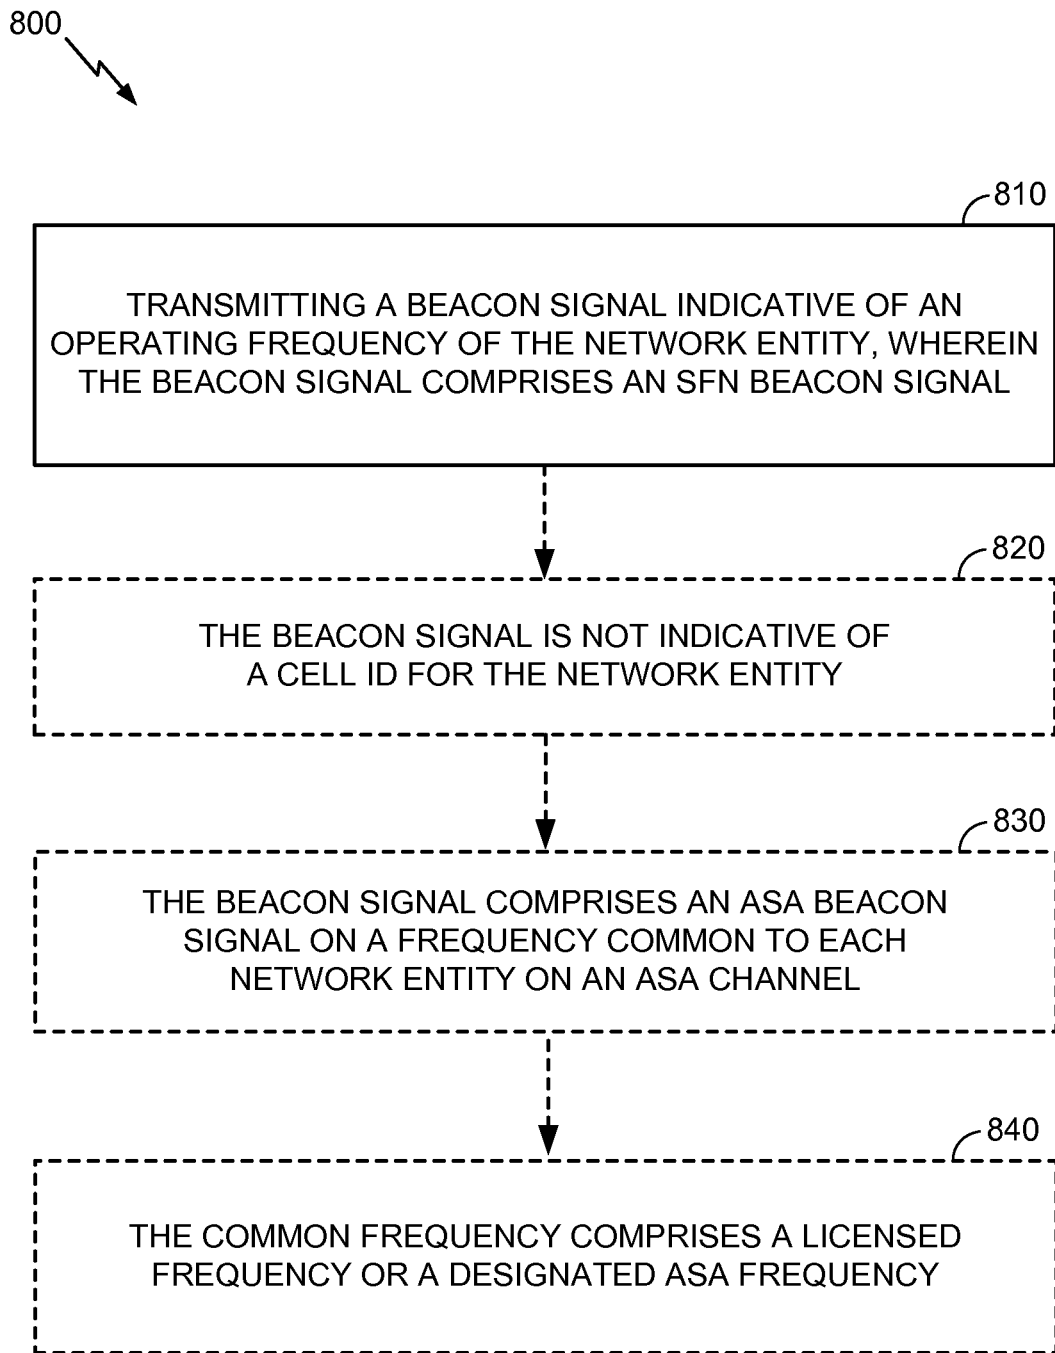 800
810
TRANSMITTING A BEACON SIGNAL INDICATIVE OF AN
OPERATING FREQUENCY OF THE NETWORK ENTITY, WHEREIN
THE BEACON SIGNAL COMPRISES AN SFN BEACON SIGNAL
820
THE BEACON SIGNAL IS NOT INDICATIVE OF
A CELL ID FOR THE NETWORK ENTITY
830
THE BEACON SIGNAL COMPRISES AN ASA BEACON
SIGNAL ON A FREQUENCY COMMON TO EACH
NETWORK ENTITY ON AN ASA CHANNEL
840
THE COMMON FREQUENCY COMPRISES A LICENSED
FREQUENCY OR A DESIGNATED ASA FREQUENCY